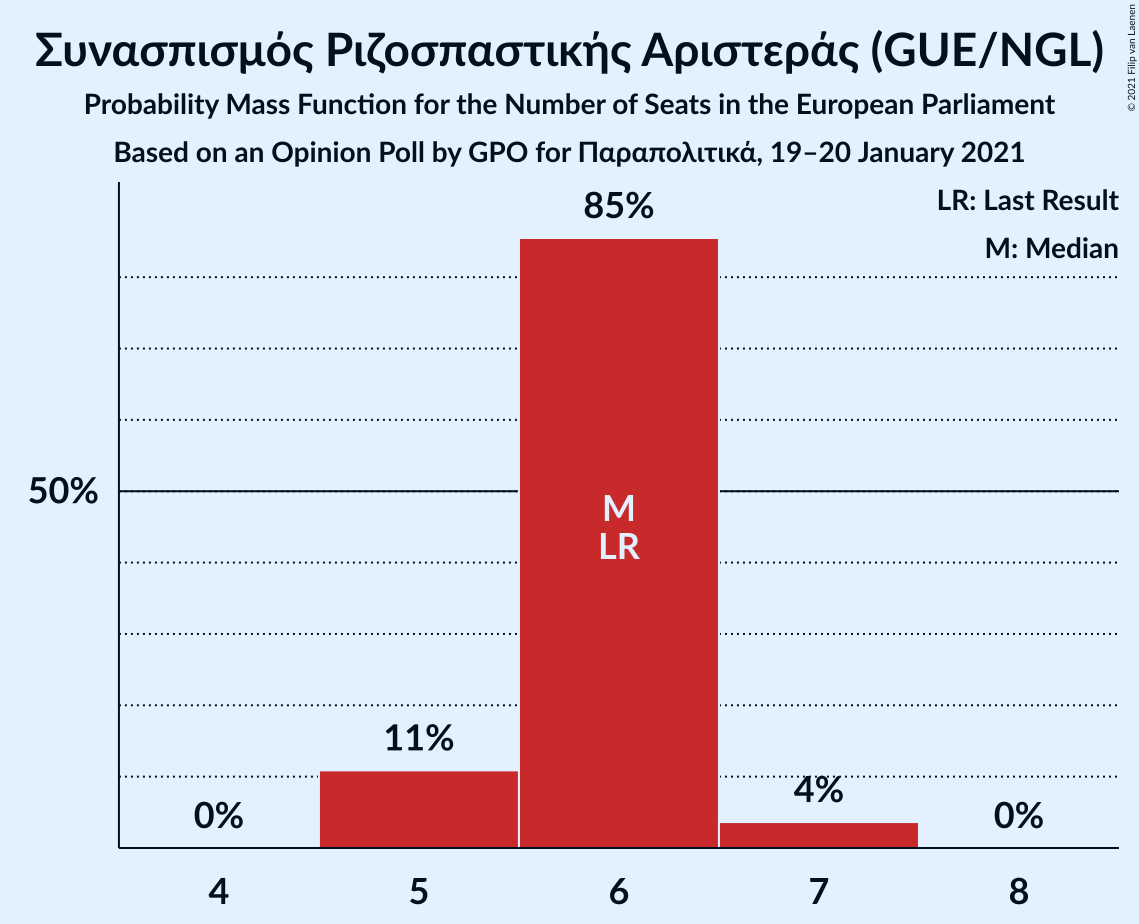 Συνασπισμός Ριζοσπαστικής Αριστεράς (GUE/NGL)
Probability Mass Function for the Number of Seats in the European Parliament
Based on an Opinion Poll by GPO for Παραπολιτικά, 19–20 January 2021
© 2021 Filip van Laenen
LR: Last Result
M: Median
85%
50%
M
LR
11%
4%
0%
0%
4
5
6
7
8